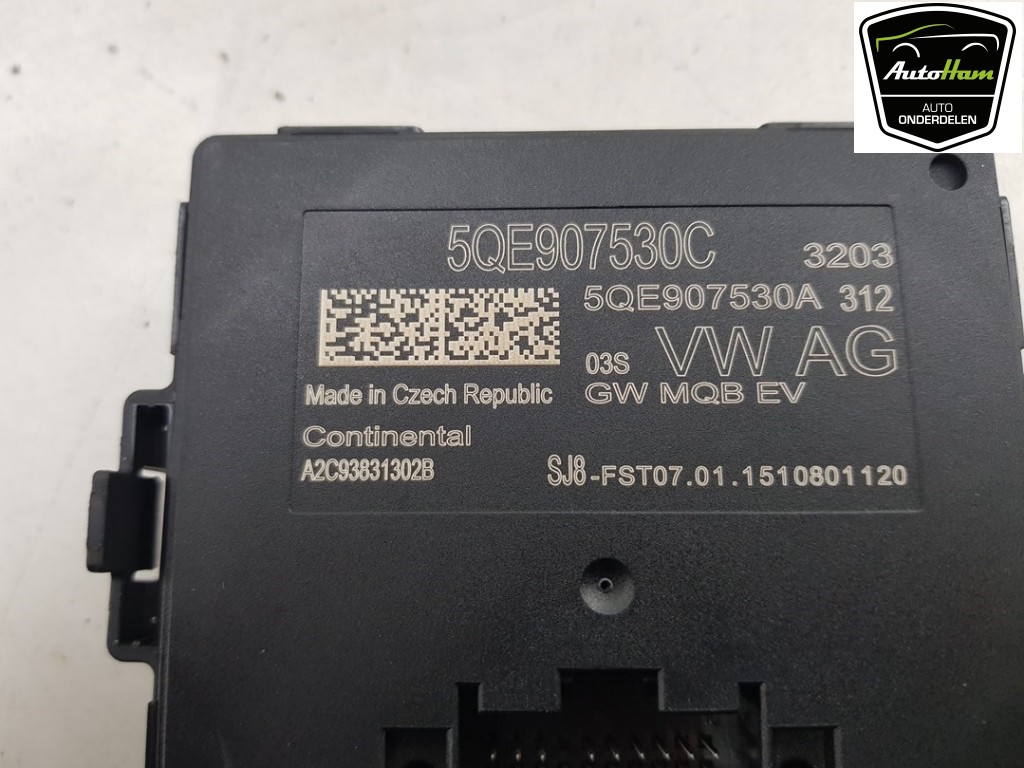 AutoHam
AUTO
ONDERDELEN
5QE907530C 3203
5QE907530A 312
03S VW AG
Made in Czech Republic GW MQB EV
Continental
A2C93831302B SJ8-FST07.01.1510801120